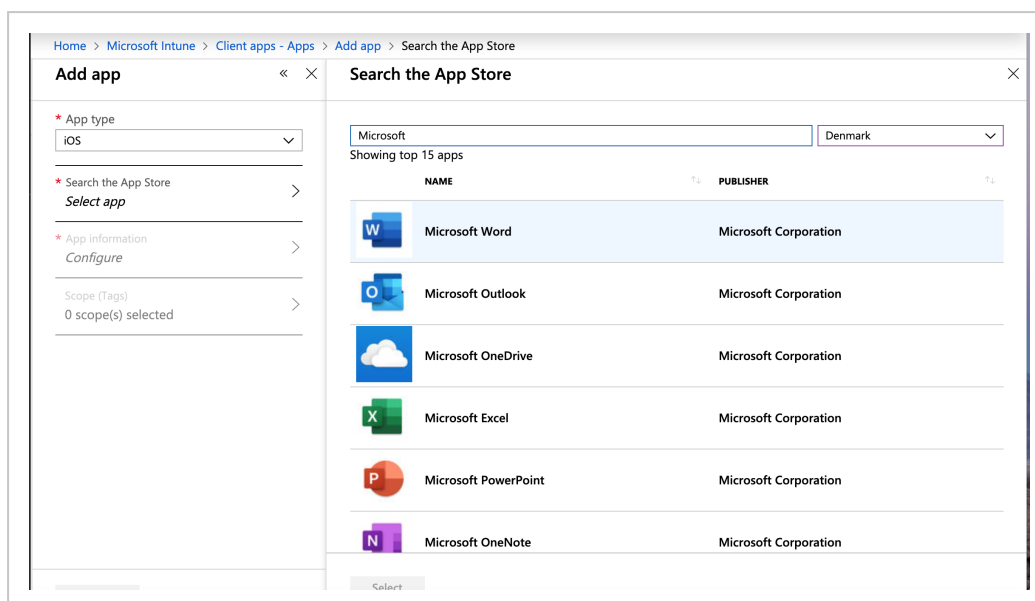 Home > Microsoft Intune > Client apps - Apps > Add app > Search the App Store
Add app
* App type
iOS
* Search the App Store
Select app
* App information
Configure
Scope (Tags)
0 scope(s) selected
Search the App Store
Microsoft
Denmark
Showing top 15 apps
NAME PUBLISHER
W
Microsoft Word Microsoft Corporation
O
Microsoft Outlook Microsoft Corporation
Microsoft OneDrive Microsoft Corporation
X
Microsoft Excel Microsoft Corporation
P
Microsoft PowerPoint Microsoft Corporation
N
Microsoft OneNote Microsoft Corporation
Select